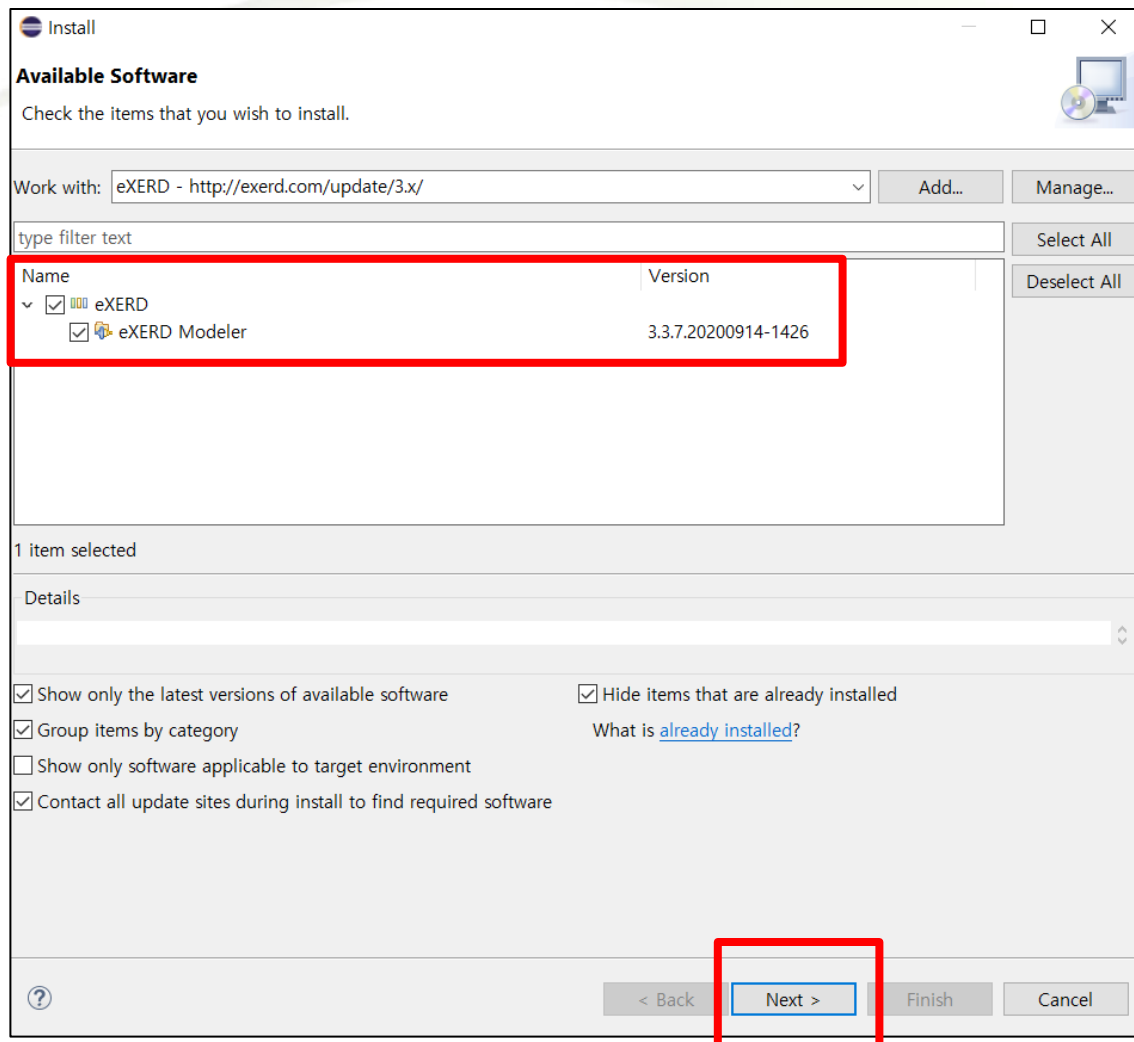 Install
Available Software
Check the items that you wish to install.
Work with: eXERD - http://exerd.com/update/3.x/ Add... Manage...
type filter text Select All
Name Version Deselect All
eXERD
eXERD Modeler 3.3.7.20200914-1426
1 item selected
Details
Show only the latest versions of available software Hide items that are already installed
Group items by category What is already installed?
Show only software applicable to target environment
Contact all update sites during install to find required software
? < Back Next > Finish Cancel